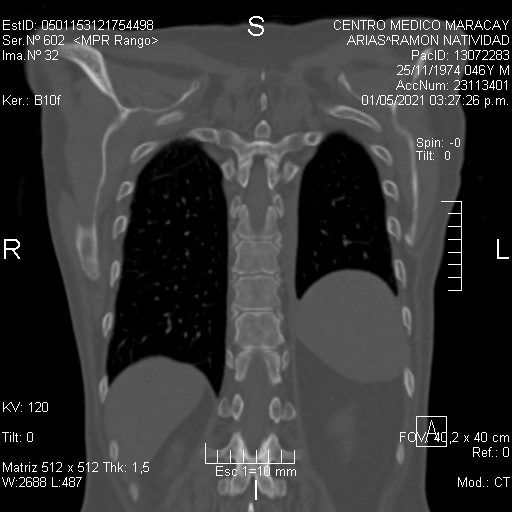 EstID: 0501153121754498
Ser.Nº 602 <MPR Rango>
Ima.Nº 32
Ker.: B10f
S
CENTRO MEDICO MARACAY
ARIAS^RAMON NATIVIDAD
PacID: 13072283
25/11/1974 046Y M
AccNum: 23113401
01/05/2021 03:27:26 p.m.
Spin: -0
Tilt: 0
R
L
KV: 120
Tilt: 0
Matriz 512 x 512 Thk: 1,5
W:2688 L:487
Esc 1=10 mm
I
A
FOV: 40,2 x 40 cm
Ref.: 0
Mod.: CT